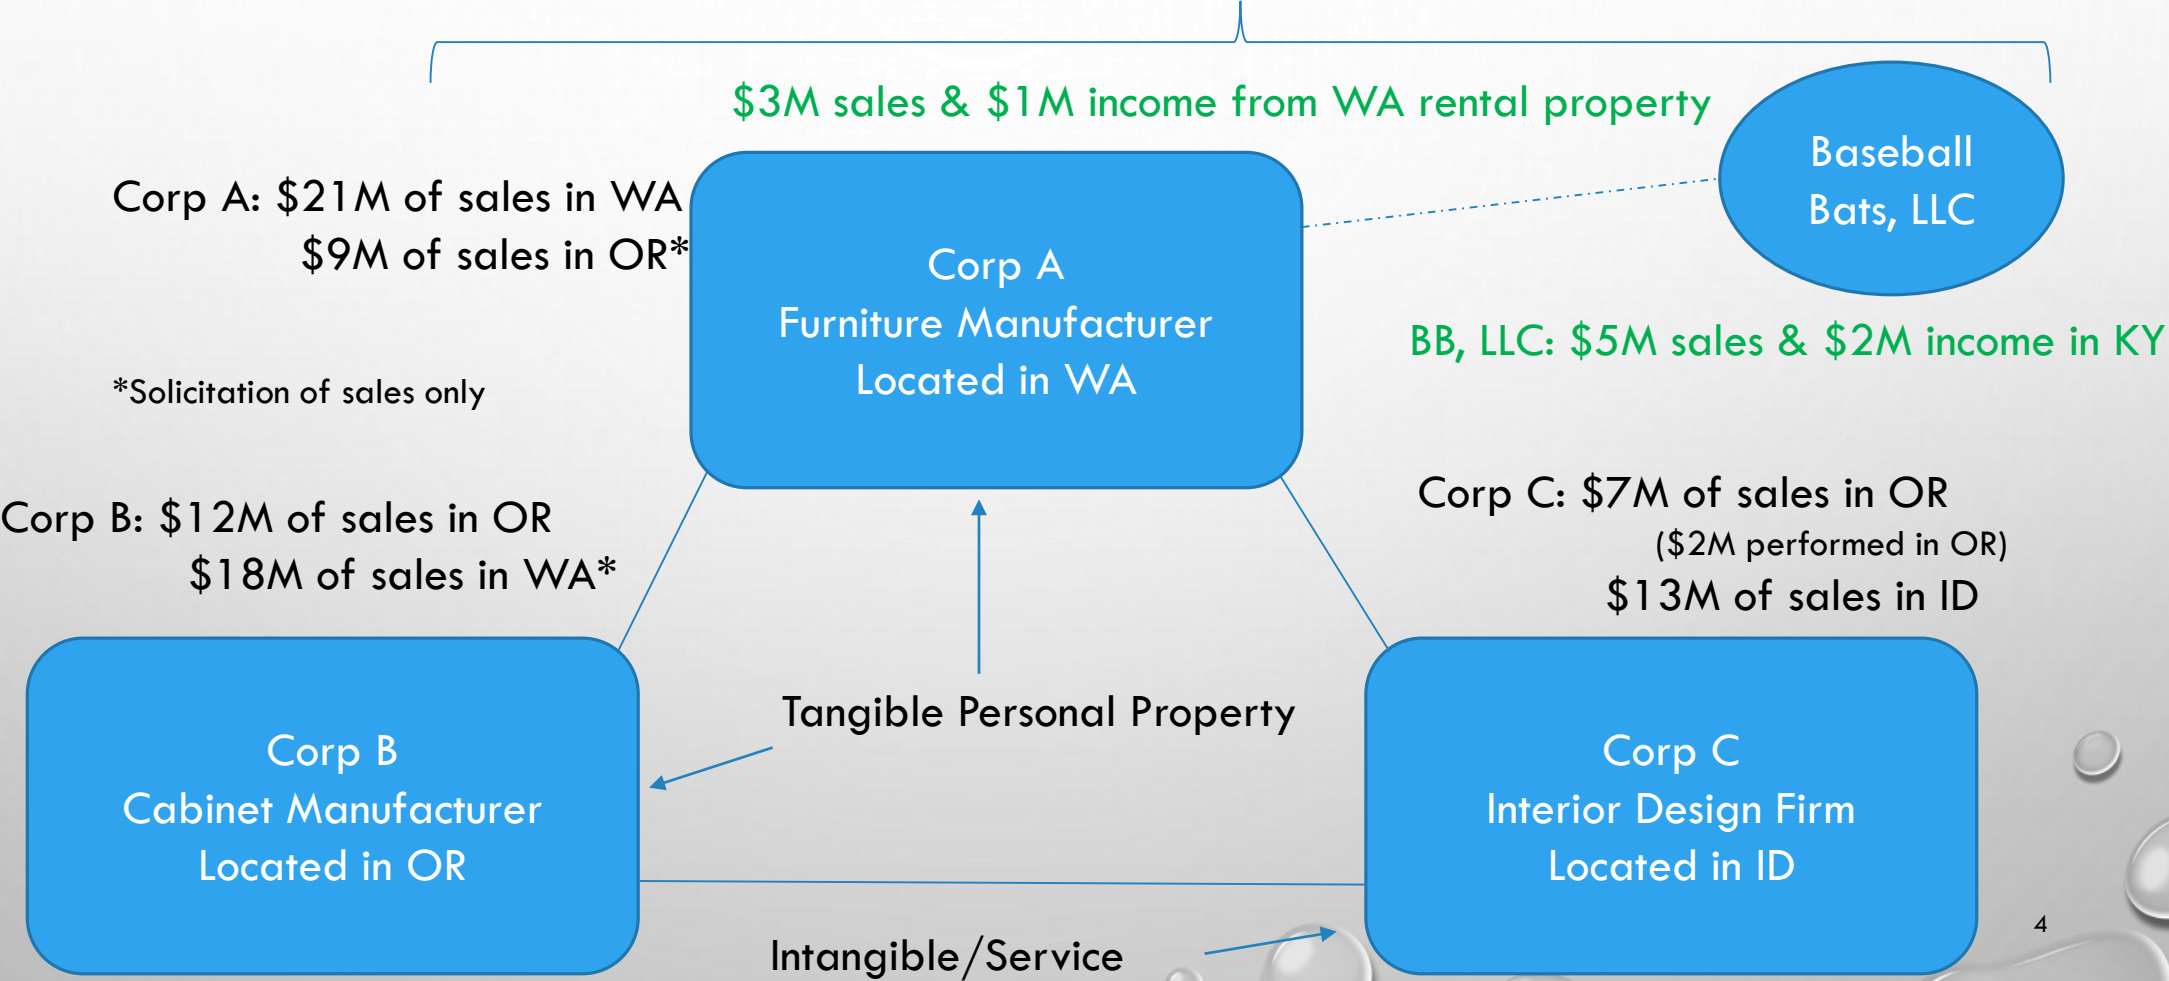 $3M sales & $1M income from WA rental property
Baseball
Bats, LLC
Corp A: $21M of sales in WA
$9M of sales in OR*
Corp A
Furniture Manufacturer
Located in WA
BB, LLC: $5M sales & $2M income in KY
*Solicitation of sales only
Corp B: $12M of sales in OR
$18M of sales in WA*
Corp C: $7M of sales in OR
($2M performed in OR)
$13M of sales in ID
Tangible Personal Property
Corp B
Cabinet Manufacturer
Located in OR
Corp C
Interior Design Firm
Located in ID
Intangible/Service
4